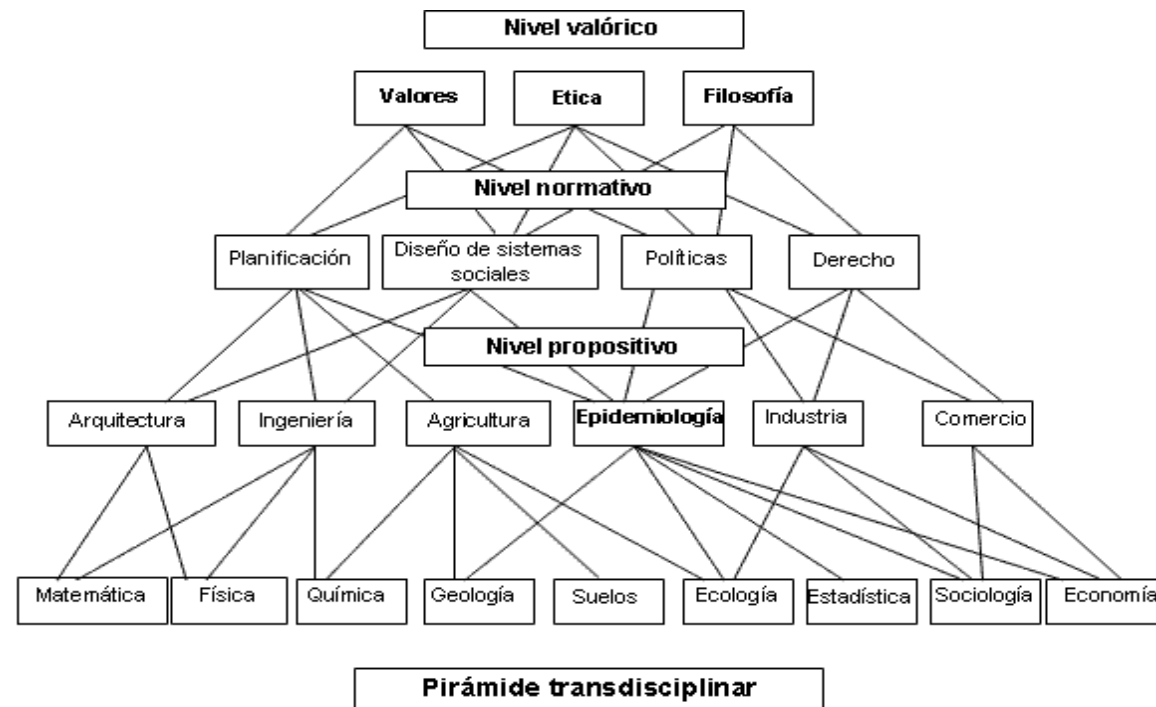 Nivel valórico
Valores
Etica
Filosofía
Nivel normativo
Planificación
Diseño de sistemas
sociales
Políticas
Derecho
Nivel propositivo
Arquitectura
Ingeniería
Agricultura
Epidemiología
Industria
Comercio
Matemática
Física
Química
Geología
Suelos
Ecología
Estadística
Sociología
Economía
Pirámide transdisciplinar